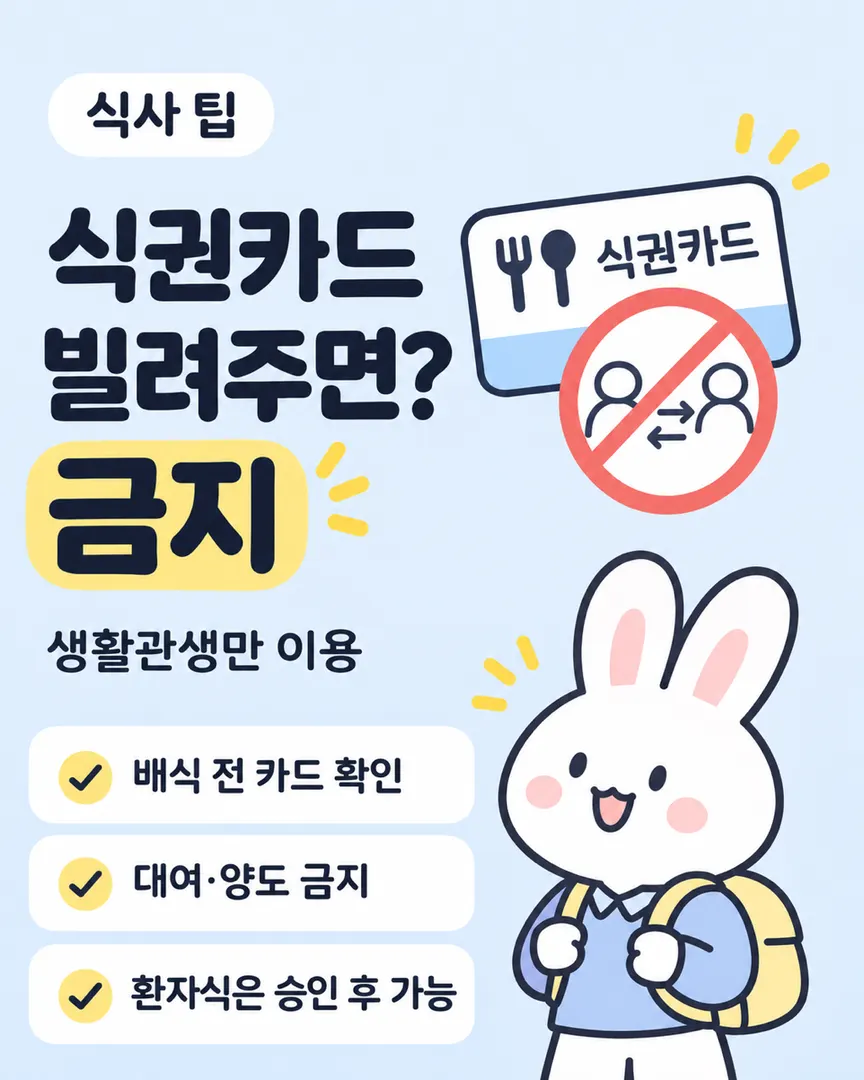 식사 팁
식권카드
빌려주면?
금지
식권카드
생활관생만 이용
배식 전 카드 확인
대여·양도 금지
환자식은 승인 후 가능